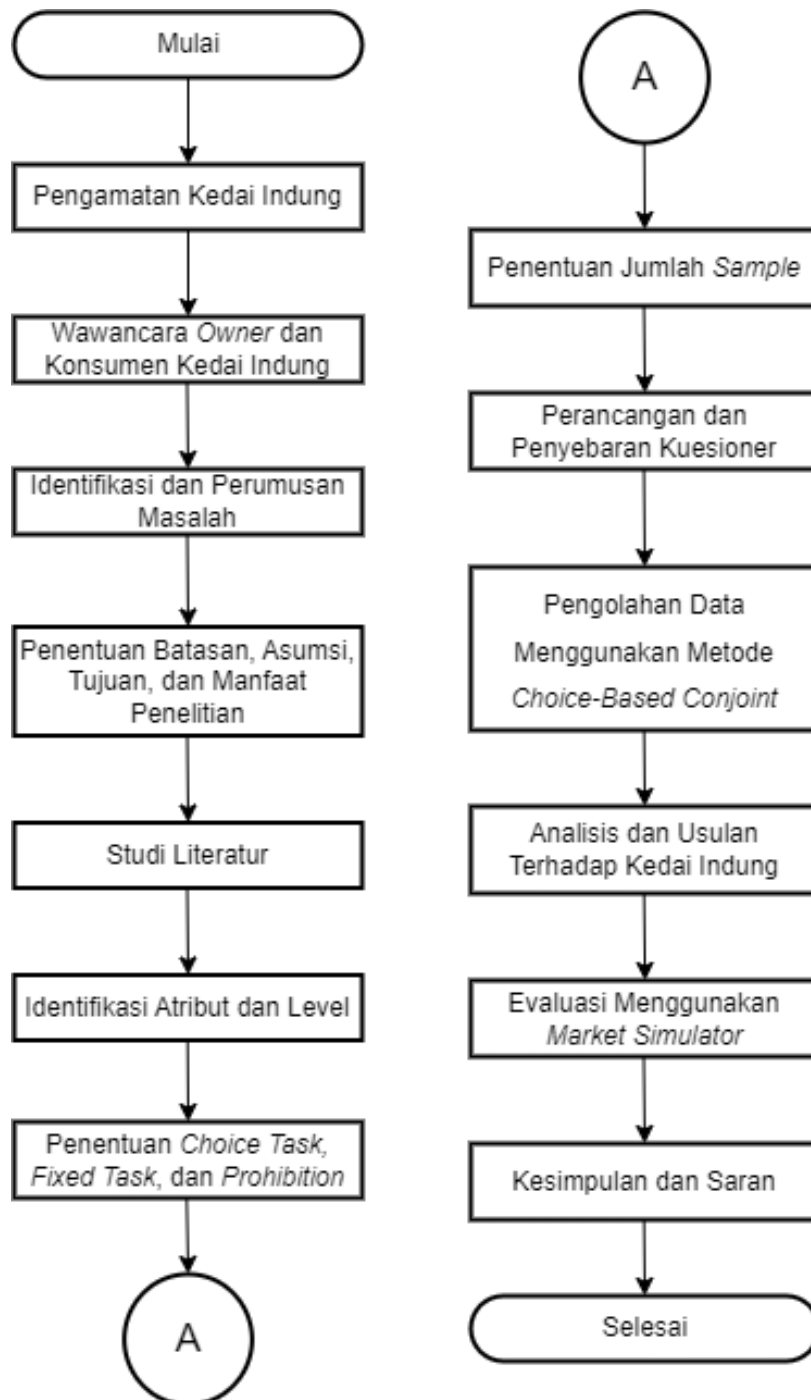 Mulai
Pengamatan Kedai Indung
Wawancara Owner dan
Konsumen Kedai Indung
Identifikasi dan Perumusan
Masalah
Penentuan Batasan, Asumsi,
Tujuan, dan Manfaat
Penelitian
Studi Literatur
Identifikasi Atribut dan Level
Penentuan Choice Task,
Fixed Task, dan Prohibition
A
A
Penentuan Jumlah Sample
Perancangan dan
Penyebaran Kuesioner
Pengolahan Data
Menggunakan Metode
Choice-Based Conjoint
Analisis dan Usulan
Terhadap Kedai Indung
Evaluasi Menggunakan
Market Simulator
Kesimpulan dan Saran
Selesai